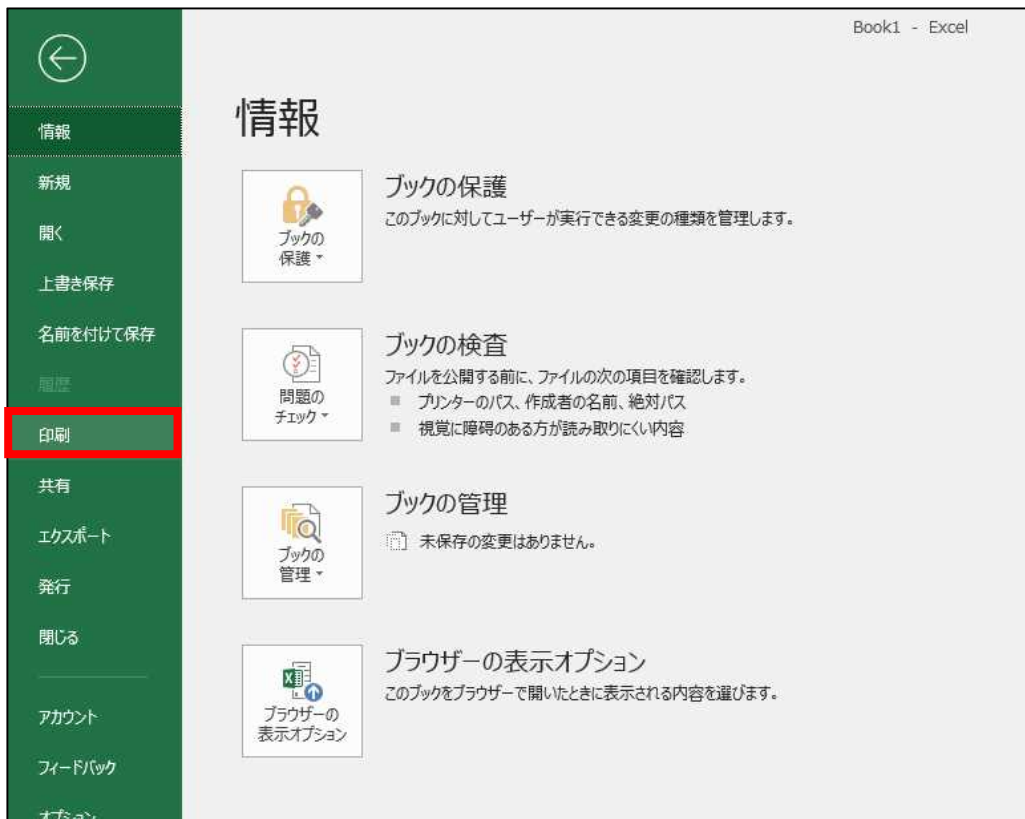 Book1 - Excel
情報
新規
開く
上書き保存
名前を付けて保存
履歴
印刷
共有
エクスポート
発行
閉じる
アカウント
フィードバック
オプション
情報
ブックの
保護
ブックの保護
このブックに対してユーザーが実行できる変更の種類を管理します。
問題の
チェック
ブックの検査
ファイルを公開する前に、ファイルの次の項目を確認します。
プリンターのパス、作成者の名前、絶対パス
視覚に障碍のある方が読み取りにくい内容
ブックの
管理
ブックの管理
未保存の変更はありません。
ブラウザーの
表示オプション
ブラウザーの表示オプション
このブックをブラウザーで開いたときに表示される内容を選びます。